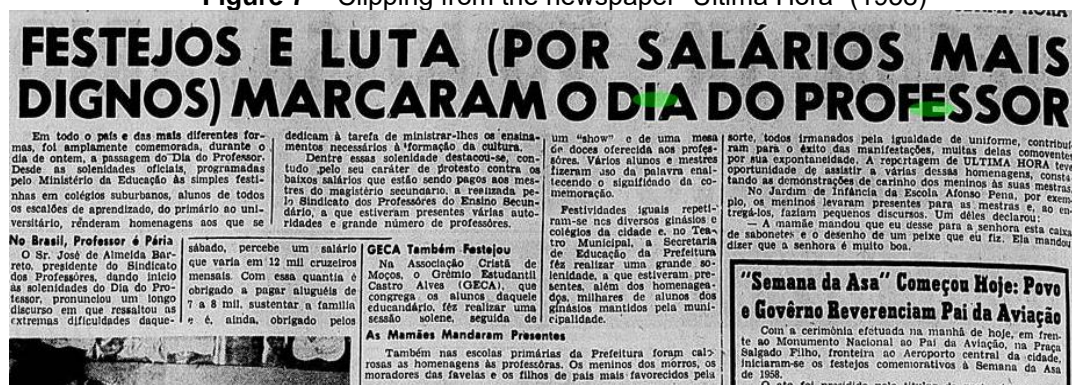 Figure 7 – Clipping from the newspaper "Última Hora" (1958)
FESTEJOS E LUTA (POR SALÁRIOS MAIS
DIGNOS) MARCARAM O DIA DO PROFESSOR
Em todo o país e das mais diferentes for-
mas, foi amplamente comemorada, durante o
dia de ontem, a passagem do Dia do Professor.
Desde as solenidades oficiais, programadas
pelo Ministério da Educação às simples festi-
nhas em colégios suburbanos, alunos de todos
os escalões de aprendizado, do primário ao uni-
versitário, renderam homenagens aos que se
No Brasil, Professor é Pária
O Sr. José de Almeida Bar-
reto, presidente do Sindicato
dos Professôres, dando início
às solenidades do Dia do Pro-
fessor, pronunciou um longo
discurso em que ressaltou as
extremas dificuldades daque-
sábado, percebe um salário
que varia em 12 mil cruzeiros
mensais. Com essa quantia é
obrigado a pagar aluguéis de
7 a 8 mil, sustentar a família
e é, ainda, obrigado pelos
dedicam à tarefa de ministrar-lhes os ensina-
mentos necessários à formação da cultura.
Dentre essas solenidade destacou-se, con-
tudo ,pelo seu caráter de protesto contra os
baixos salários que estão sendo pagos aos mes-
tres do magistério secundário, a realizada pe-
lo Sindicato dos Professôres do Ensino Secun-
dário, a que estiveram presentes várias auto-
ridades e grande número de professôres.
GECA Também Festejou
Na Associação Cristã de
Moços, o Grêmio Estudantil
Castro Alves (GECA), que
congrega os alunos daquele
educandário, fêz realizar uma
sessão solene, seguida de
um "show" e de uma mesa
de doces oferecida aos profes-
sôres. Vários alunos e mestres
fizeram uso da palavra enal-
tecendo o significado da co-
memoração.
Festividades iguais repeti-
ram-se nos diversos ginásios e
colégios da cidade e, no Tea-
tro Municipal, a Secretaria
de Educação da Prefeitura
fêz realizar uma grande so-
lenidade, a que estiveram pre-
sentes, além dos homenagea-
dos, milhares de alunos dos
ginásios mantidos pela muni-
cipalidade.
As Mamães Mandaram Presentes
Também nas escolas primárias da Prefeitura foram calo-
rosas as homenagens às professôras. Os meninos dos morros, os
moradores das favelas e os filhos de pais mais favorecidos pela
sorte, todos irmanados pela igualdade de uniforme, contribuí-
ram para o êxito das manifestações, muitas delas comoventes
por sua expontaneidade. A reportagem de ULTIMA HORA teve
oportunidade de assistir a várias dessas homenagens, consta-
tando as demonstrações de carinho dos meninos às suas mestras.
No Jardim de Infância da Escola Afonso Pena, por exem-
plo, os meninos levaram presentes para as mestras e, ao en-
tregá-los, faziam pequenos discursos. Um dêles declarou:
— A mamãe mandou que eu desse para a senhora esta caixa
de sabonetes e o desenho de um peixe que eu fiz. Ela mandou
dizer que a senhora é muito boa.
"Semana da Asa" Começou Hoje: Povo
e Govêrno Reverenciam Pai da Aviação
Com a cerimônia efetuada na manhã de hoje, em fren-
te ao Monumento Nacional ao Pai da Aviação, na Praça
Salgado Filho, fronteira ao Aeroporto central da cidade,
iniciaram-se os festejos comemorativos à Semana da Asa
de 1958.